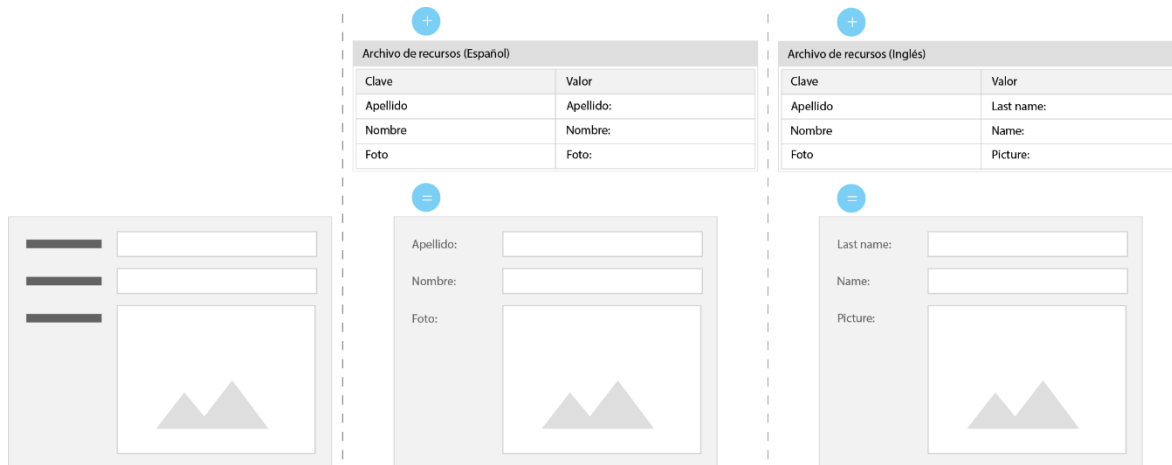 +
Archivo de recursos (Español)
Clave Valor
Apellido Apellido:
Nombre Nombre:
Foto Foto:
=
Apellido:
Nombre:
Foto:
+
Archivo de recursos (Inglés)
Clave Valor
Apellido Last name:
Nombre Name:
Foto Picture:
=
Last name:
Name:
Picture: